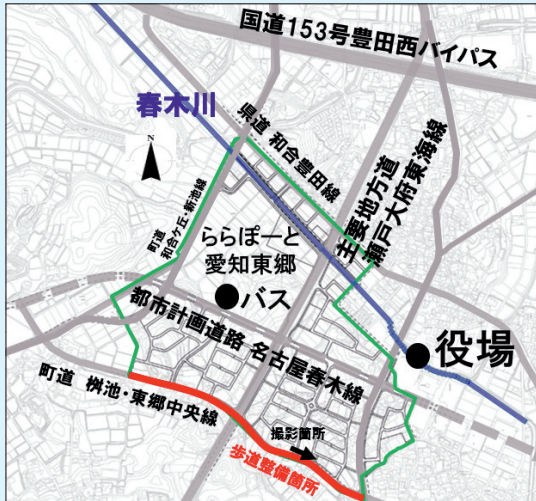 国道153号豊田西バイパス
春木川
県道 和合豊田線
N
主要地方道
瀬戸大府東海線
町道
和合ケ丘・新池線
ららぽーと
愛知東郷
バス
都市計画道路 名古屋春木線
役場
町道 桝池・東郷中央線
撮影箇所
歩道整備箇所